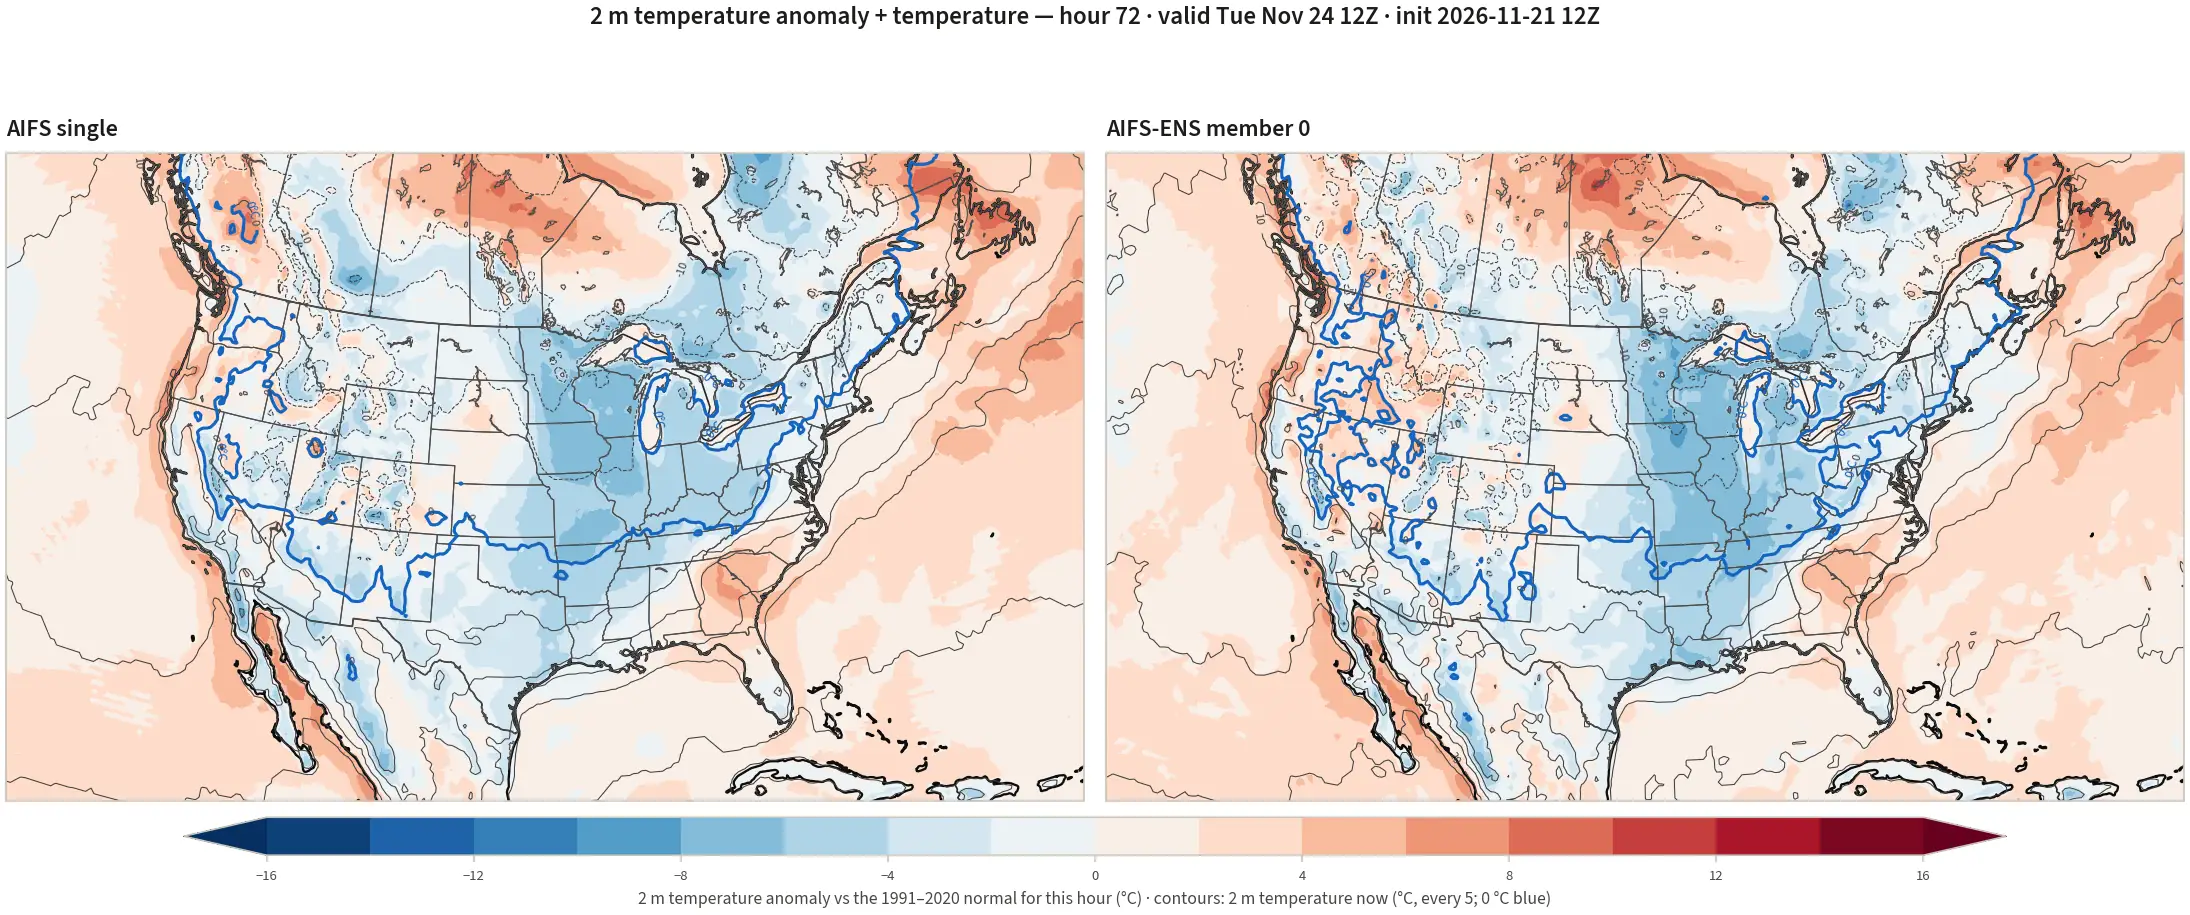 2 m temperature anomaly + temperature — hour 72 · valid Tue Nov 24 12Z · init 2026-11-21 12Z
AIFS single
AIFS-ENS member 0
−16 −12 −8 −4 0 4 8 12 16
2 m temperature anomaly vs the 1991–2020 normal for this hour (°C) · contours: 2 m temperature now (°C, every 5; 0 °C blue)